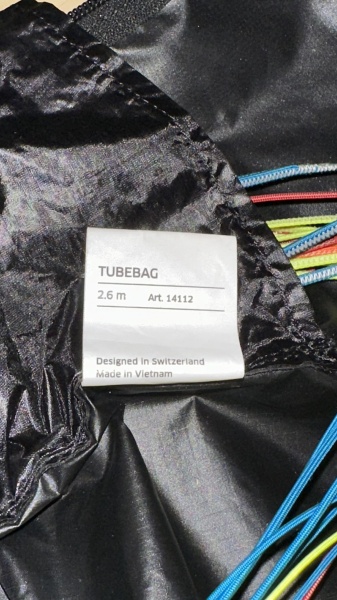 TUBEBAG
2.6 m Art. 14112
Designed in Switzerland
Made in Vietnam